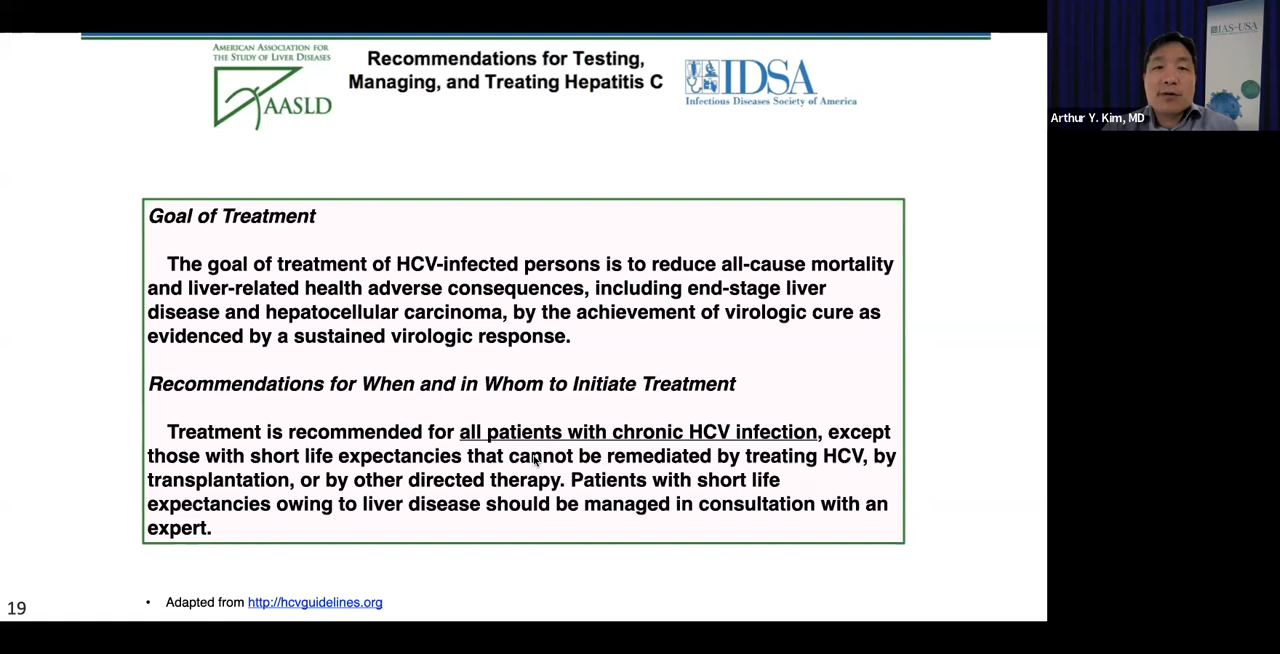 AMERICAN ASSOCIATION FOR
THE STUDY OF LIVER DISEASES
AASLD
Recommendations for Testing,
Managing, and Treating Hepatitis C
IDSA
Infectious Diseases Society of America
IAS–USA
Arthur Y. Kim, MD
Goal of Treatment
The goal of treatment of HCV-infected persons is to reduce all-cause mortality
and liver-related health adverse consequences, including end-stage liver
disease and hepatocellular carcinoma, by the achievement of virologic cure as
evidenced by a sustained virologic response.
Recommendations for When and in Whom to Initiate Treatment
Treatment is recommended for all patients with chronic HCV infection, except
those with short life expectancies that cannot be remediated by treating HCV, by
transplantation, or by other directed therapy. Patients with short life
expectancies owing to liver disease should be managed in consultation with an
expert.
• Adapted from http://hcvguidelines.org
19